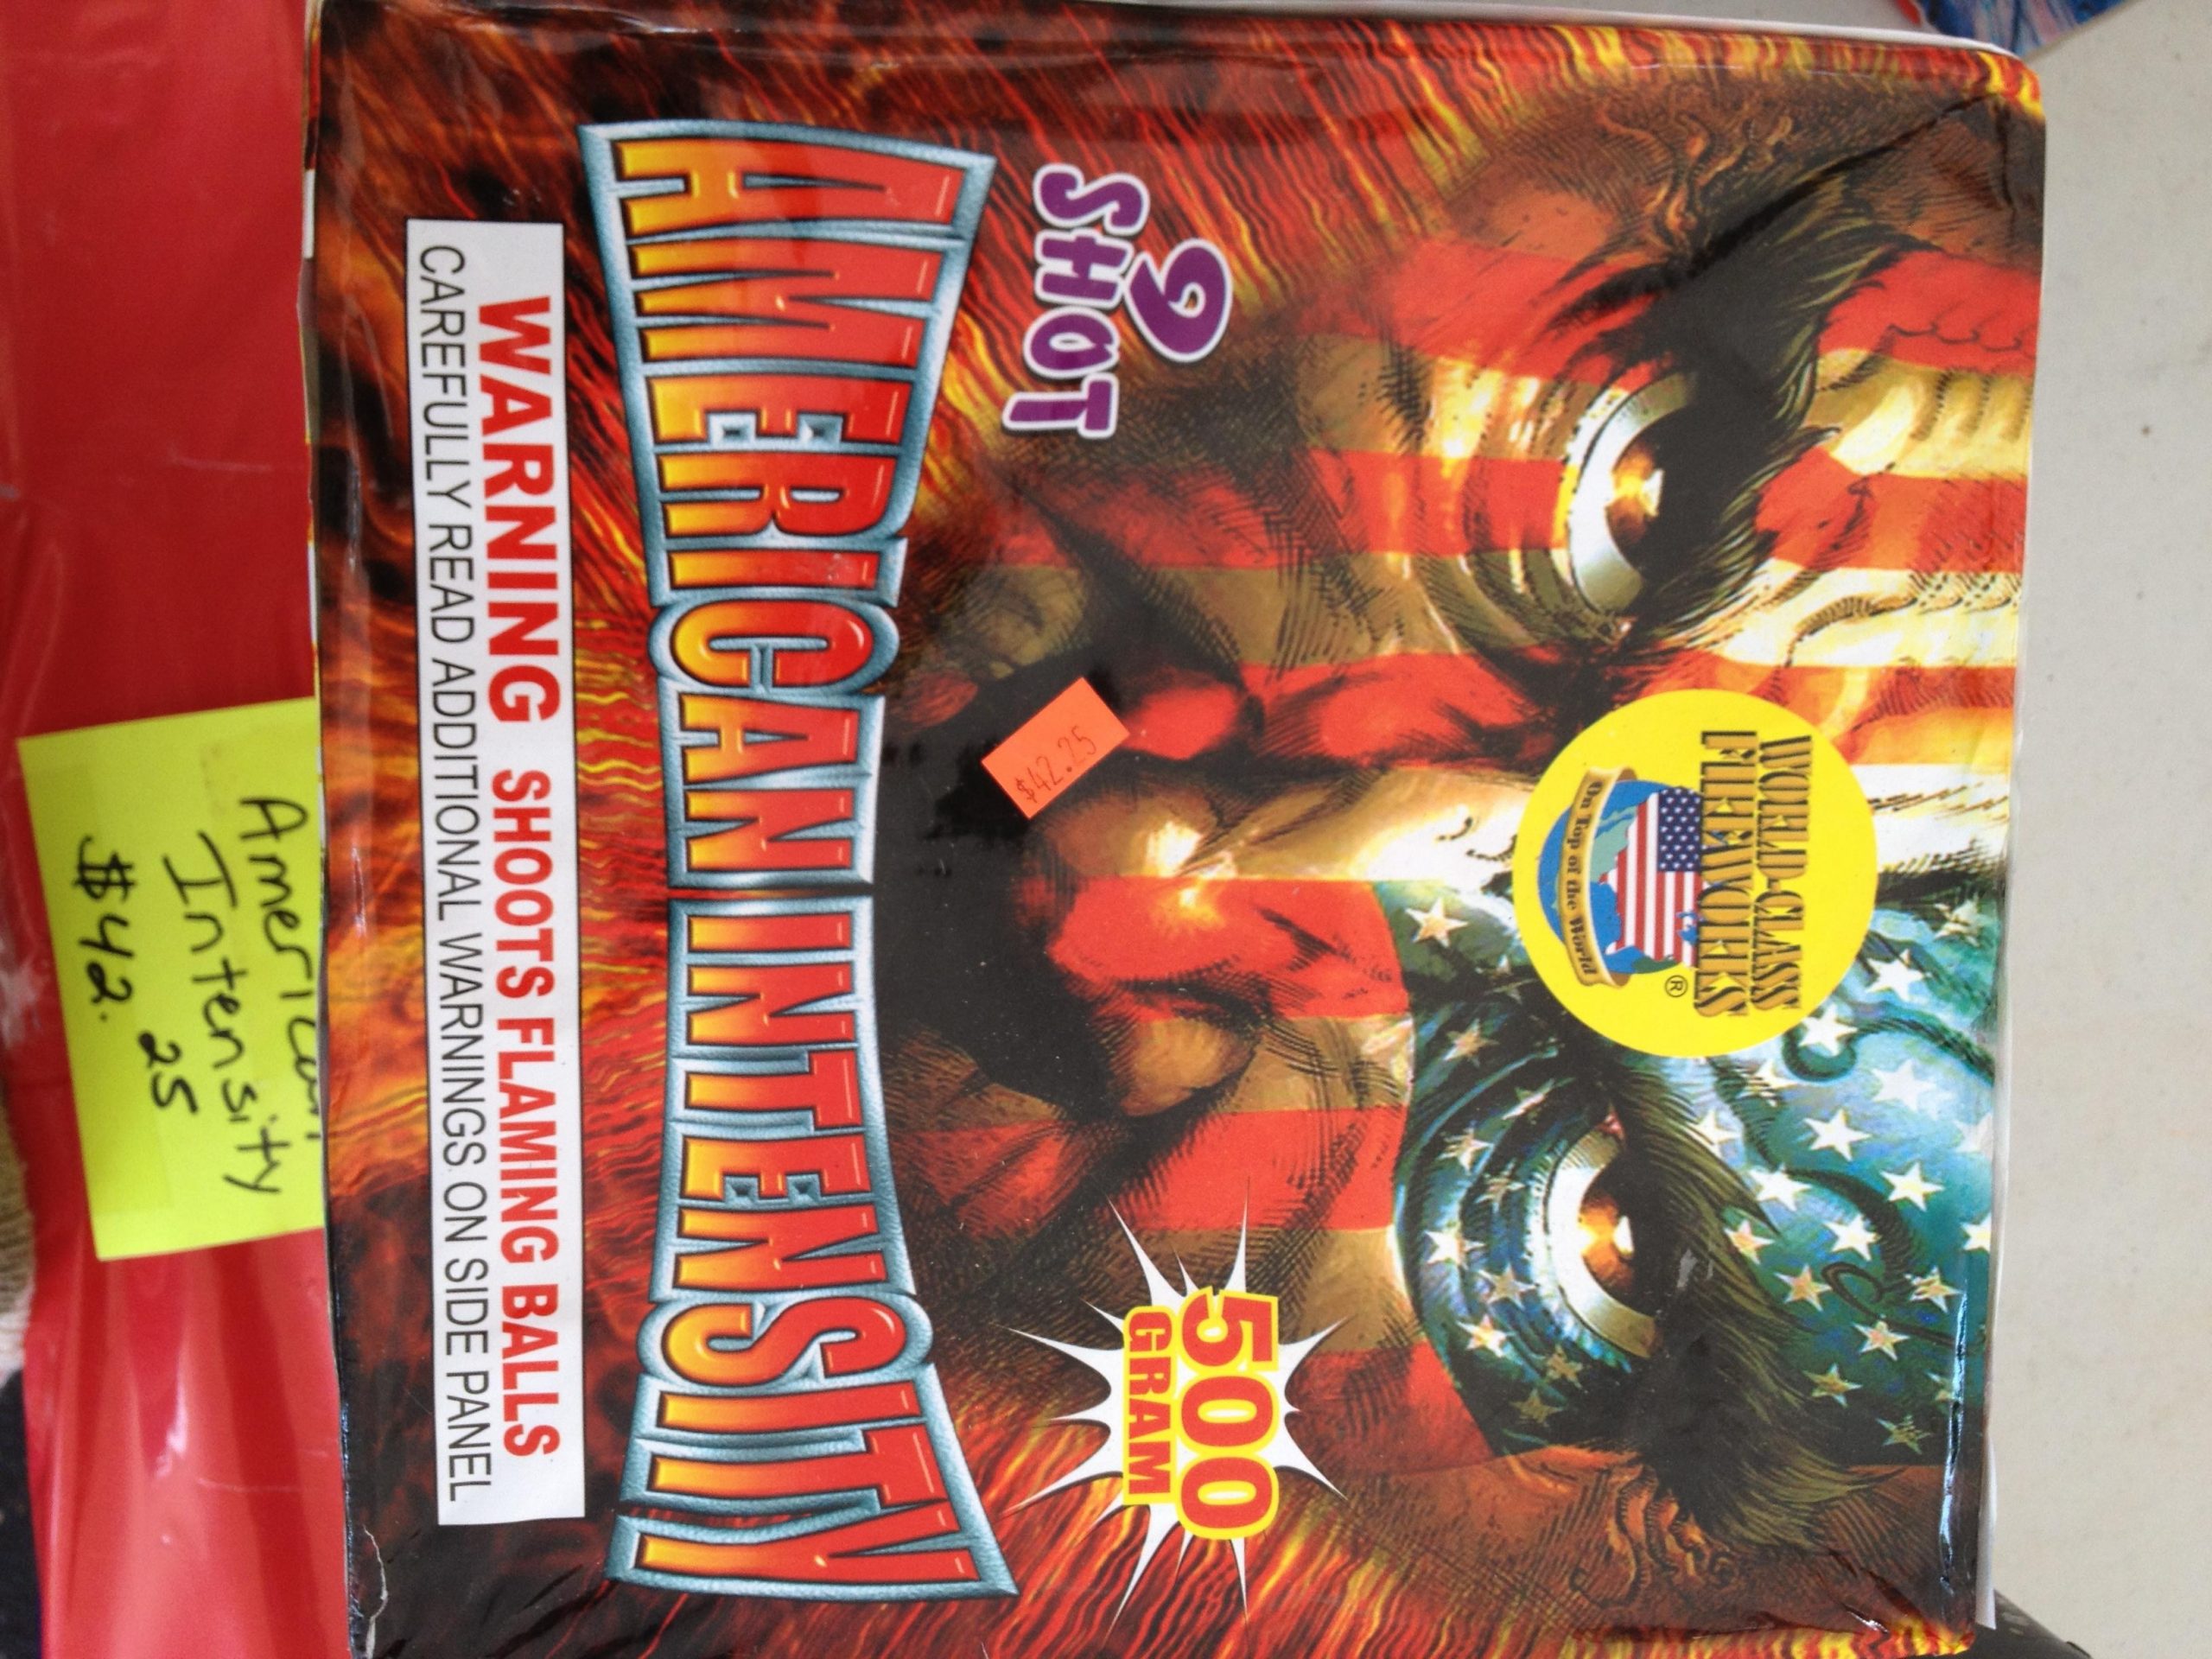 WORLD-CLASS
FIREWORKS
®
On Top of the World
9
SHOT
500
GRAM
$42.25
AMERICAN INTENSITY
WARNING SHOOTS FLAMING BALLS
CAREFULLY READ ADDITIONAL WARNINGS ON SIDE PANEL
American
Intensity
$42.25